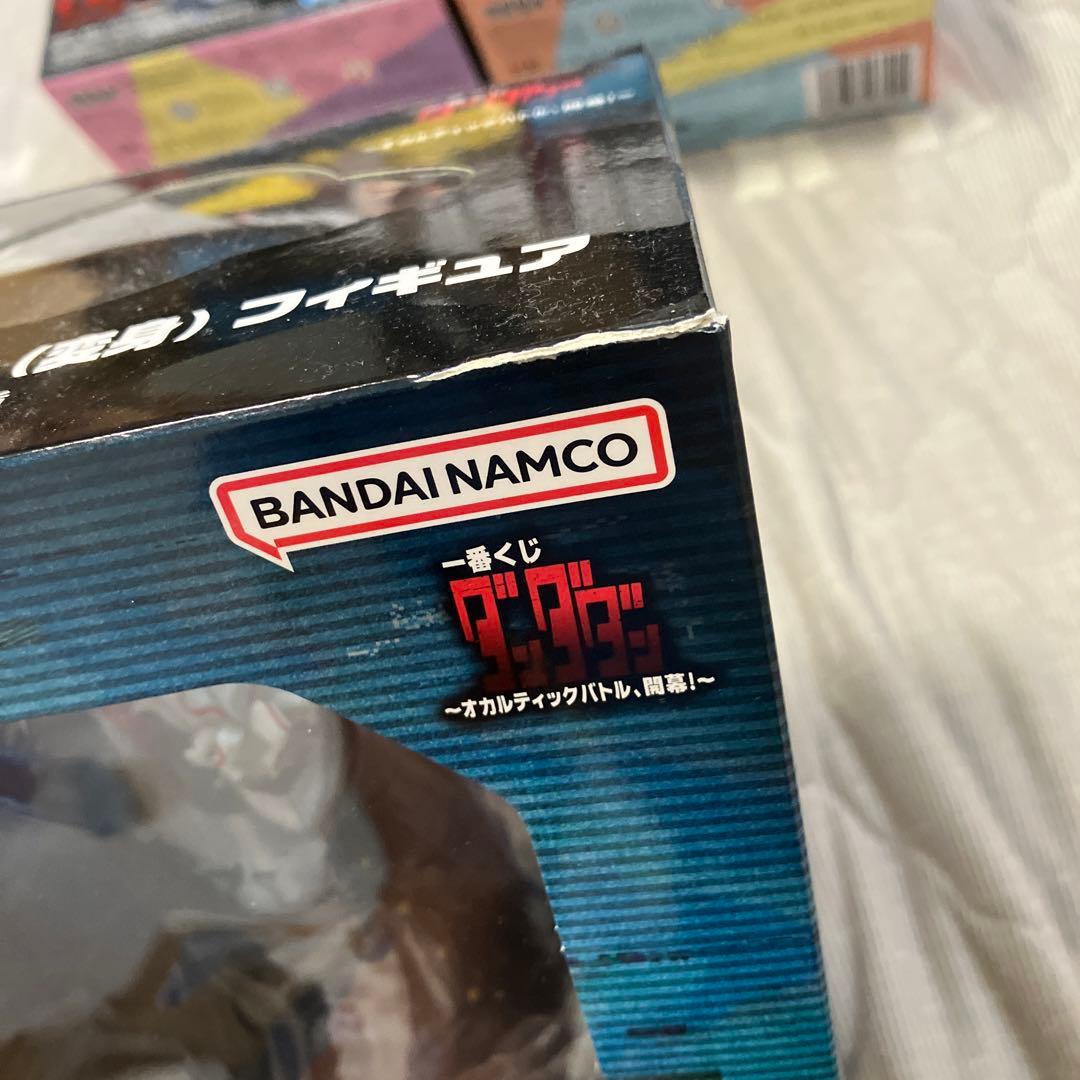 (変身) フィギュア
BANDAI NAMCO
一番くじ
ダンダダン
～オカルティックバトル、開幕!～